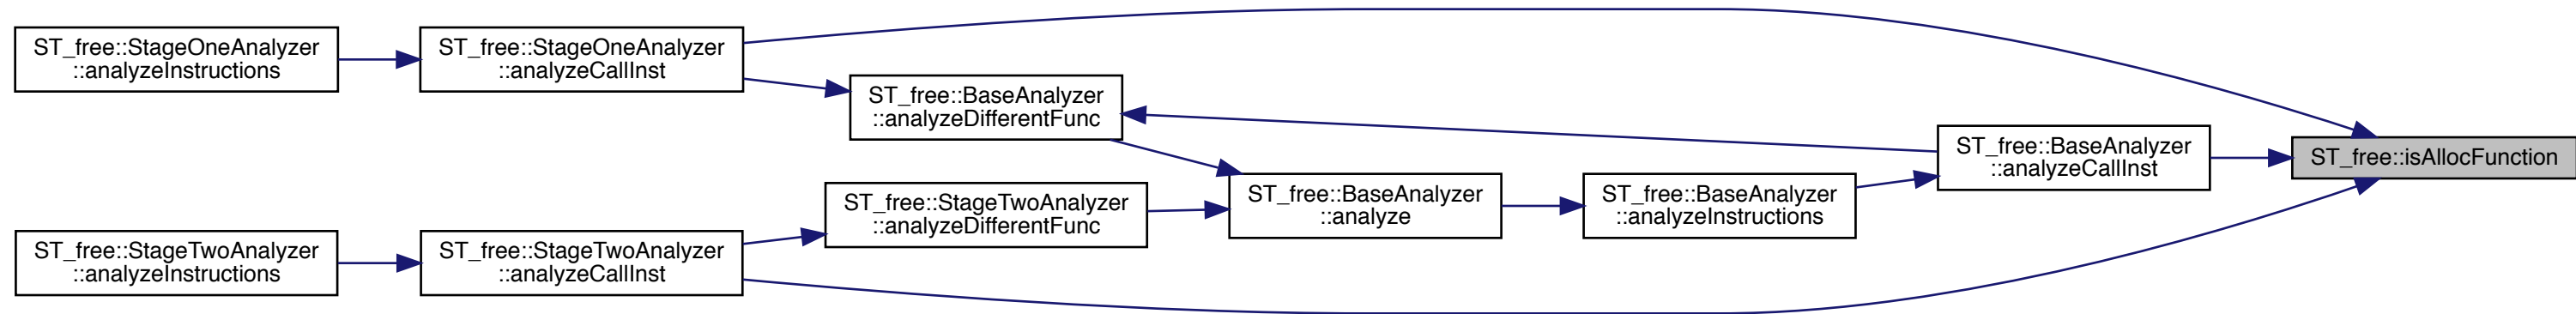 ST_free::StageOneAnalyzer
::analyzeInstructions
ST_free::StageOneAnalyzer
::analyzeCallInst
ST_free::BaseAnalyzer
::analyzeDifferentFunc
ST_free::BaseAnalyzer
::analyzeCallInst
ST_free::isAllocFunction
ST_free::StageTwoAnalyzer
::analyzeDifferentFunc
ST_free::BaseAnalyzer
::analyze
ST_free::BaseAnalyzer
::analyzeInstructions
ST_free::StageTwoAnalyzer
::analyzeInstructions
ST_free::StageTwoAnalyzer
::analyzeCallInst